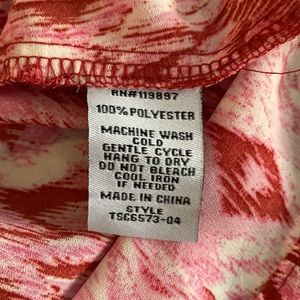 RN#119897
100% POLYESTER
MACHINE WASH
COLD
GENTLE CYCLE
HANG TO DRY
DO NOT BLEACH
COOL IRON
IF NEEDED
MADE IN CHINA
STYLE
TSC6573-04